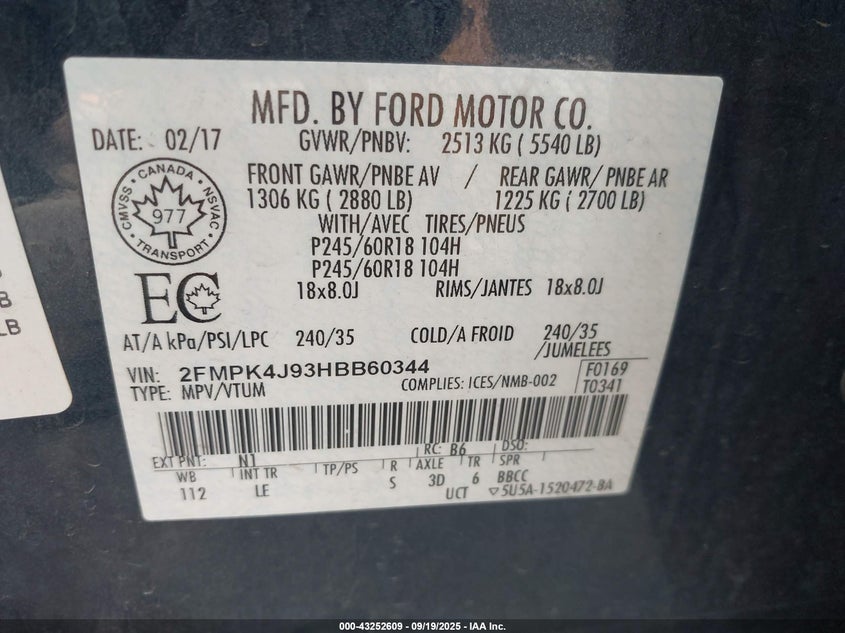 MFD. BY FORD MOTOR CO.
DATE: 02/17 GVWR/PNBV: 2513 KG ( 5540 LB)
FRONT GAWR/PNBE AV / REAR GAWR/ PNBE AR
1306 KG ( 2880 LB) 1225 KG ( 2700 LB)
WITH/AVEC TIRES/PNEUS
P245/60R18 104H
P245/60R18 104H
18x8.0J RIMS/JANTES 18x8.0J
CANADA
CMVSS NSVAC
977
TRANSPORT
EC
AT/A kPa/PSI/LPC 240/35 COLD/A FROID 240/35
/JUMELEES
VIN: 2FMPK4J93HBB60344
F0169
TYPE: MPV/VTUM COMPLIES: ICES/NMB-002 T0341
EXT PNT: N1 RC: B6 DSO:
WB INT TR TP/PS R AXLE TR SPR
112 LE S 3D 6 BBCC
UCT ▽5U5A-1520472-BA
B
LB
000-43252609 - 09/19/2025 - IAA Inc.